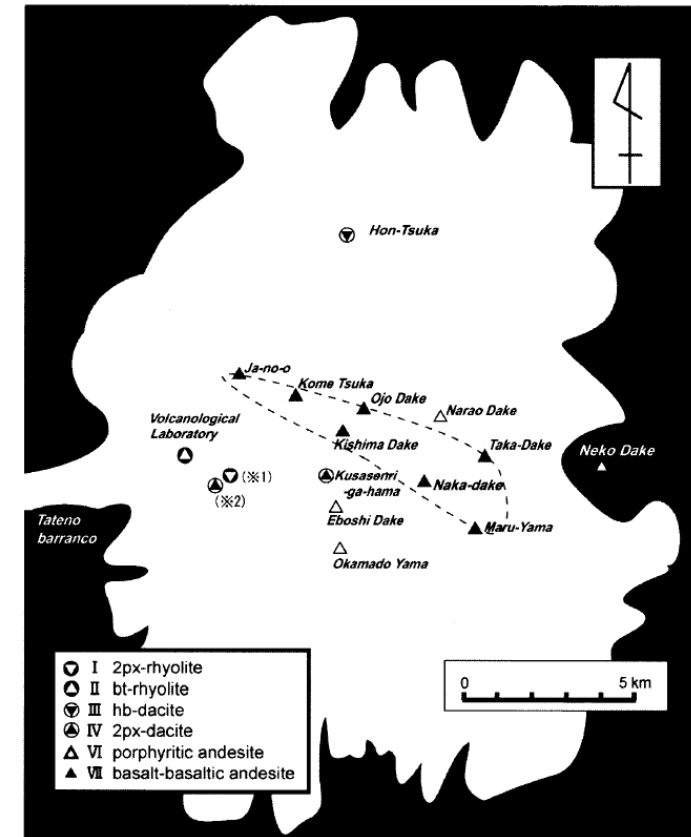 Hon-Tsuka
Ja-no-o
Kome Tsuka
Ojo Dake
Narao Dake
Volcanological
Laboratory
Kishima Dake
Taka-Dake
Neko Dake
(※1)
Kusasenri
-ga-hama
Naka-dake
(※2)
Eboshi Dake
Maru-Yama
Tateno
barranco
Okamado Yama
I 2px-rhyolite
II bt-rhyolite
III hb-dacite
IV 2px-dacite
VI porphyritic andesite
VII basalt-basaltic andesite
0 5 km